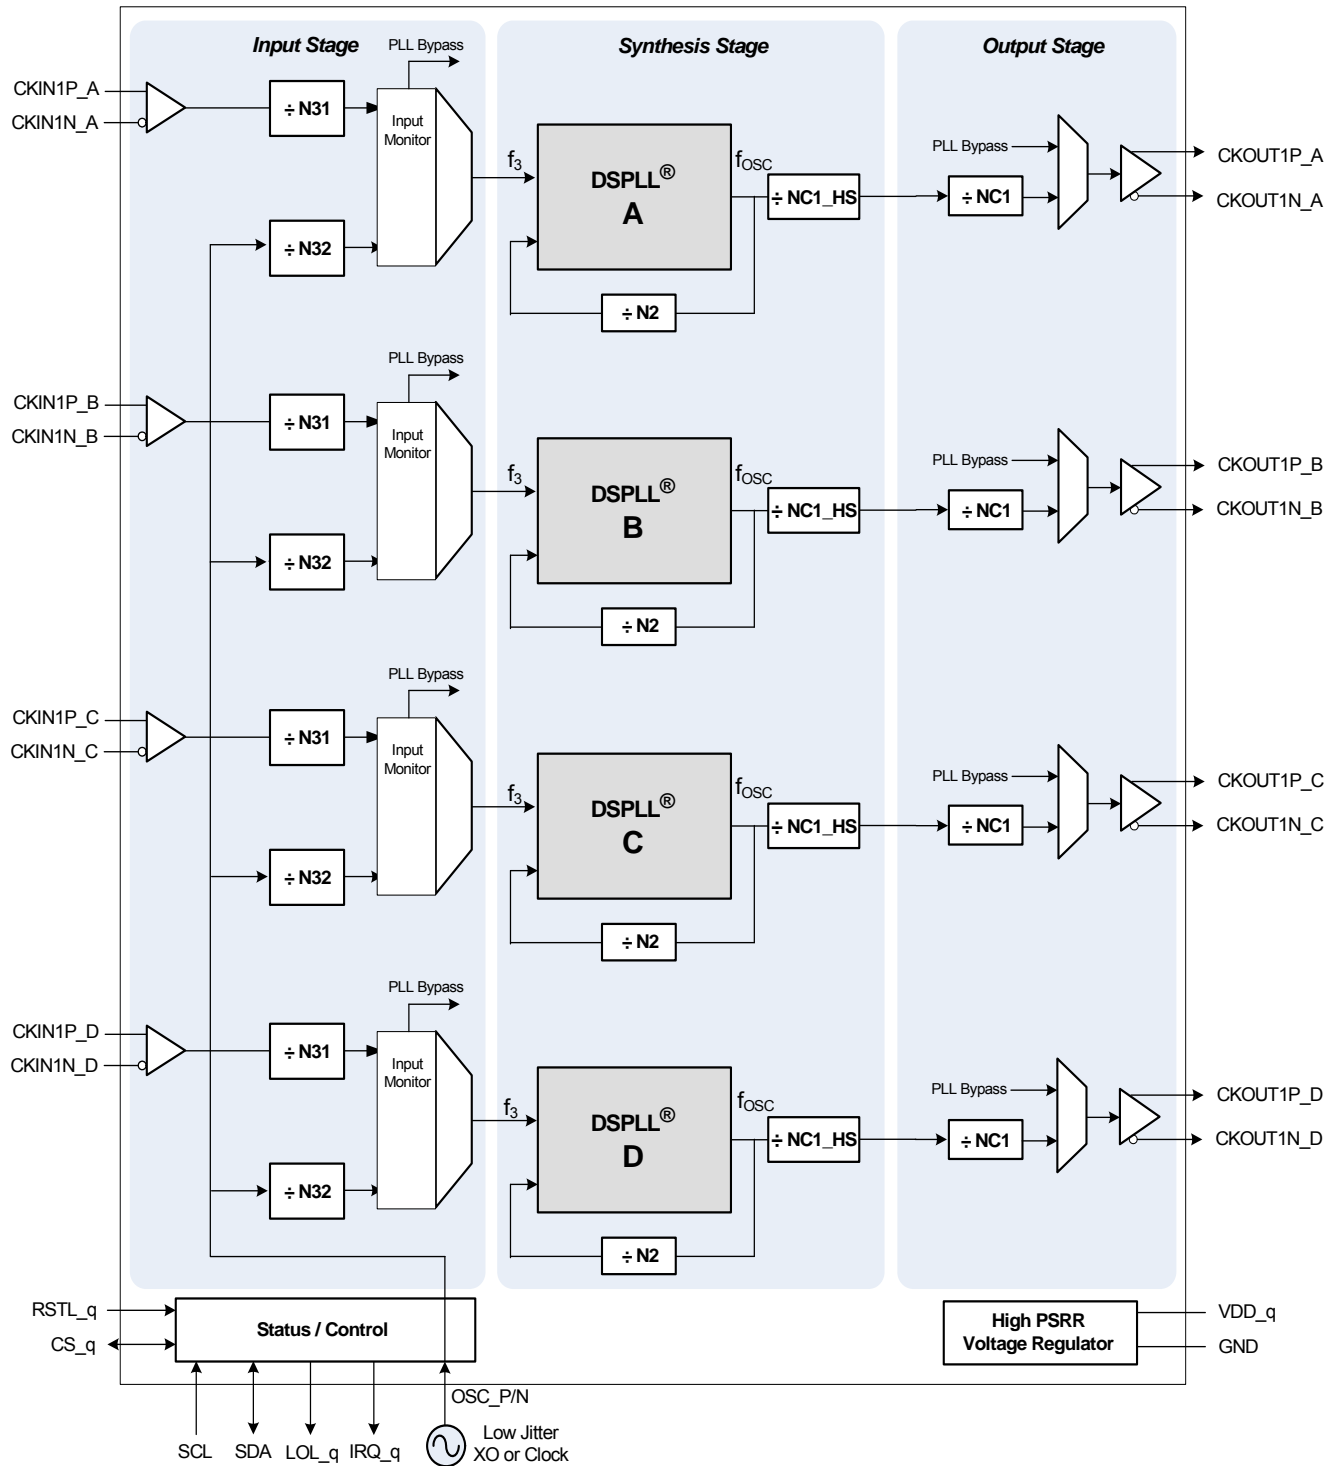 Input Stage
Synthesis Stage
Output Stage
PLL Bypass
CKIN1P_A
CKIN1N_A
÷ N31
Input
Monitor
÷ N32
f3
DSPLL®
A
fOSC
÷ NC1_HS
÷ N2
PLL Bypass
÷ NC1
CKOUT1P_A
CKOUT1N_A
PLL Bypass
CKIN1P_B
CKIN1N_B
÷ N31
Input
Monitor
÷ N32
f3
DSPLL®
B
fOSC
÷ NC1_HS
÷ N2
PLL Bypass
÷ NC1
CKOUT1P_B
CKOUT1N_B
PLL Bypass
CKIN1P_C
CKIN1N_C
÷ N31
Input
Monitor
÷ N32
f3
DSPLL®
C
fOSC
÷ NC1_HS
÷ N2
PLL Bypass
÷ NC1
CKOUT1P_C
CKOUT1N_C
PLL Bypass
CKIN1P_D
CKIN1N_D
÷ N31
Input
Monitor
÷ N32
f3
DSPLL®
D
fOSC
÷ NC1_HS
÷ N2
PLL Bypass
÷ NC1
CKOUT1P_D
CKOUT1N_D
RSTL_q
CS_q
Status / Control
High PSRR
Voltage Regulator
VDD_q
GND
OSC_P/N
SCL
SDA
LOL_q
IRQ_q
Low Jitter
XO or Clock